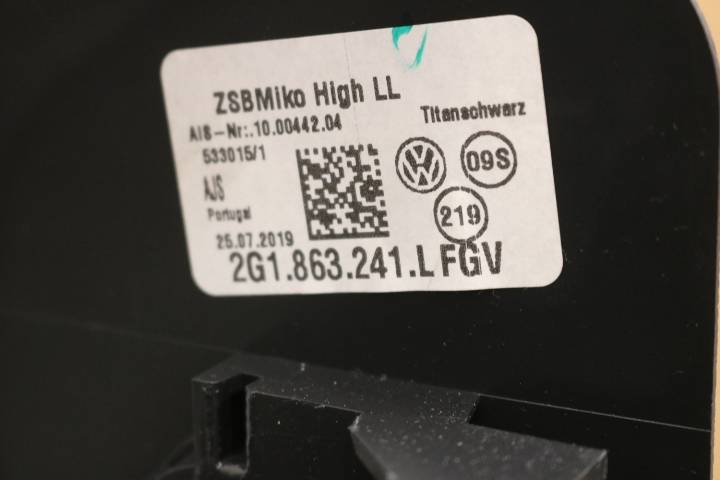 ZSBMiko High LL
AIS-Nr:.10.00442.04
Titanschwarz
533015/1
09S
AJS
Portugal
219
25.07.2019
2G1.863.241.L FGV